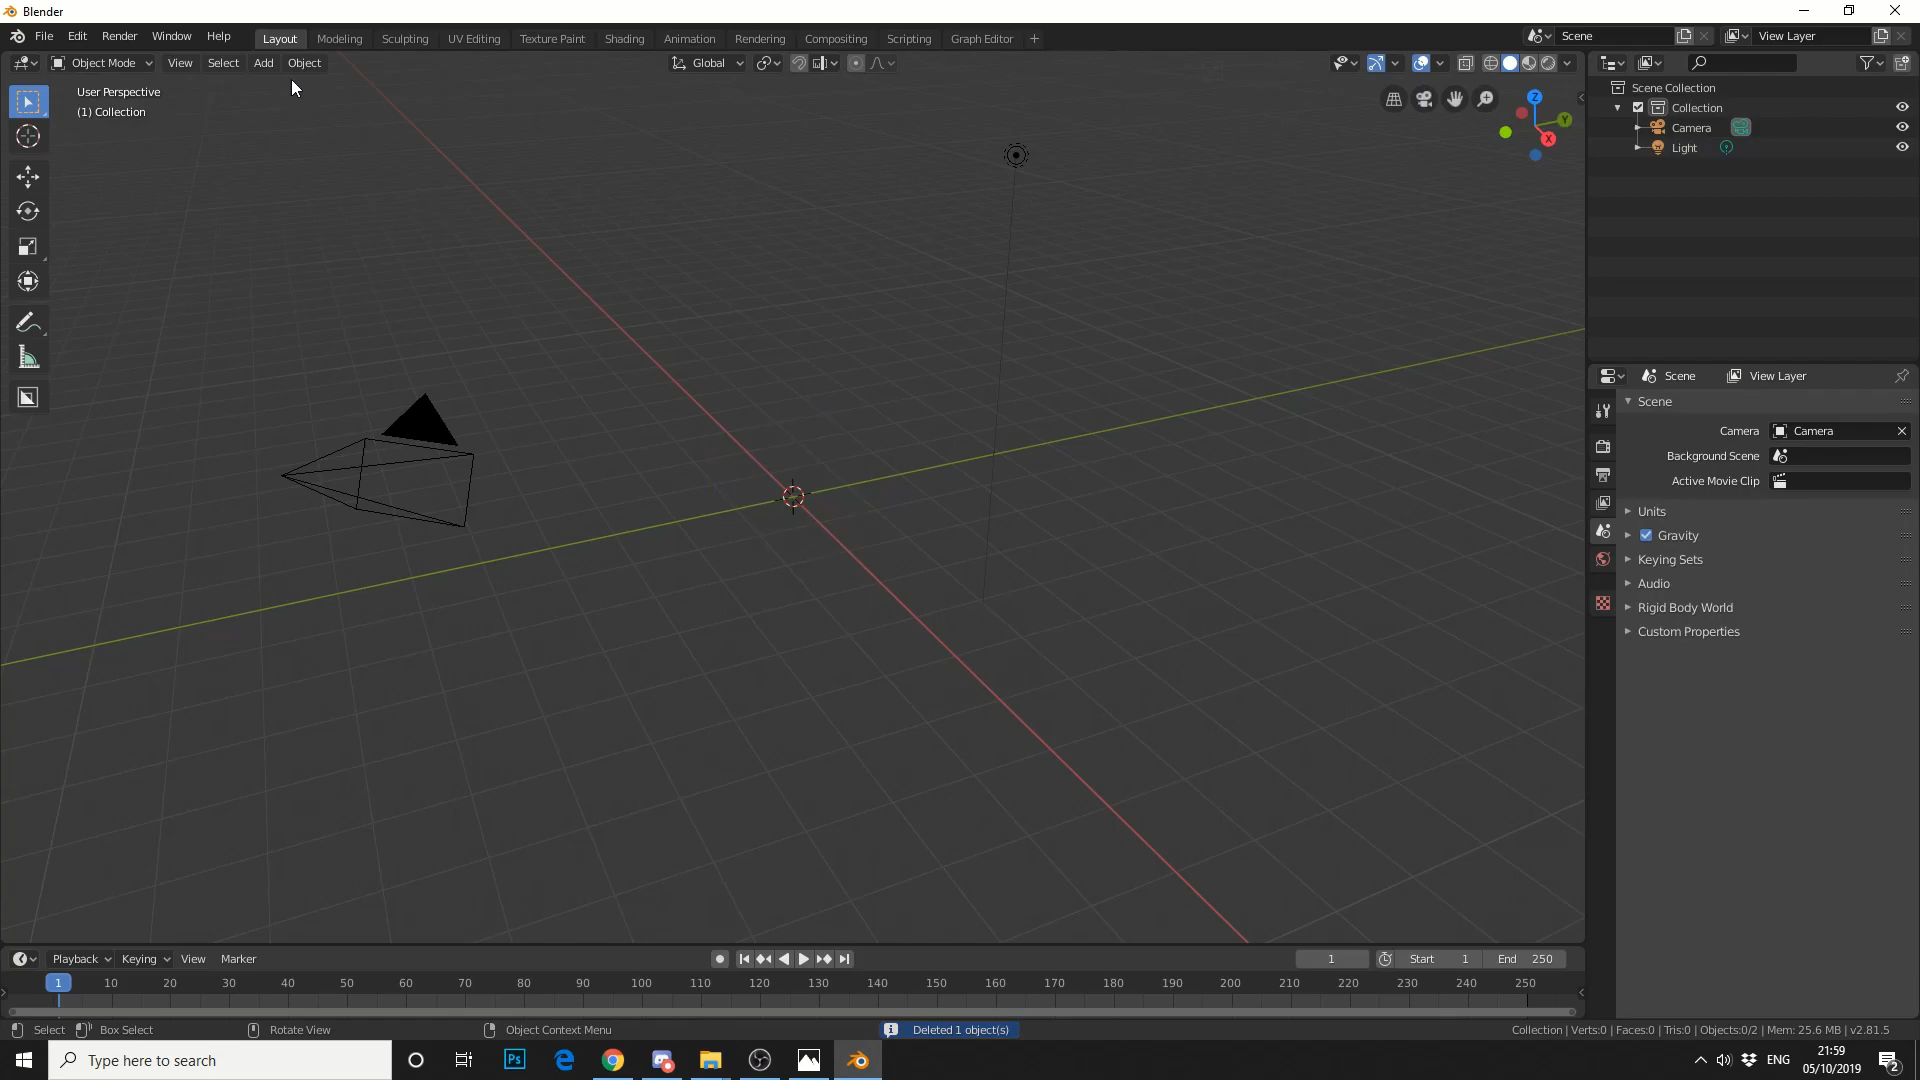 Blender
File Edit Render Window Help Layout Modeling Sculpting UV Editing Texture Paint Shading Animation Rendering Compositing Scripting Graph Editor + Scene View Layer
Object Mode View Select Add Object Global
User Perspective
(1) Collection
Z
Y
X
Scene Collection
Collection
Camera
Light
Scene View Layer
Scene
Camera Camera
Background Scene
Active Movie Clip
Units
Gravity
Keying Sets
Audio
Rigid Body World
Custom Properties
Playback Keying View Marker 1 Start 1 End 250
1 10 20 30 40 50 60 70 80 90 100 110 120 130 140 150 160 170 180 190 200 210 220 230 240 250
Select Box Select Rotate View Object Context Menu Deleted 1 object(s) Collection | Verts:0 | Faces:0 | Tris:0 | Objects:0/2 | Mem: 25.6 MB | v2.81.5
Type here to search Ps ENG 21:59
05/10/2019 2